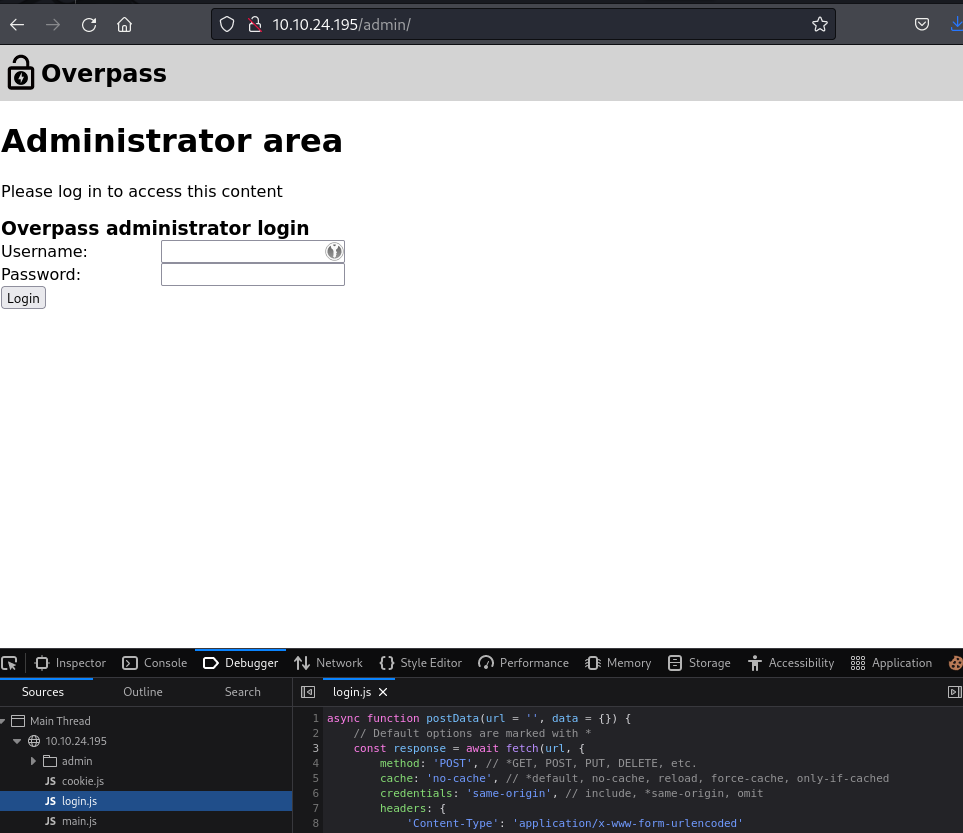 10.10.24.195/admin/
Overpass
Administrator area
Please log in to access this content
Overpass administrator login
Username:
Password:
Login
Inspector Console Debugger Network Style Editor Performance Memory Storage Accessibility Application
Sources Outline Search login.js
Main Thread
10.10.24.195
admin
JS cookie.js
JS login.js
JS main.js
1 async function postData(url = '', data = {}) {
2 // Default options are marked with *
3 const response = await fetch(url, {
4 method: 'POST', // *GET, POST, PUT, DELETE, etc.
5 cache: 'no-cache', // *default, no-cache, reload, force-cache, only-if-cached
6 credentials: 'same-origin', // include, *same-origin, omit
7 headers: {
8 'Content-Type': 'application/x-www-form-urlencoded'